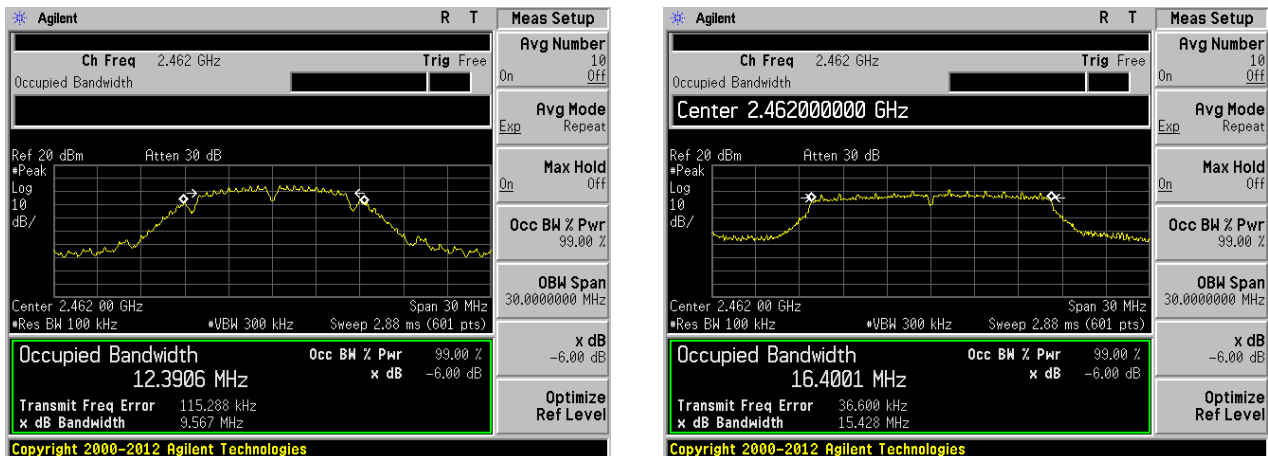 Agilent R T Meas Setup
Avg Number
10
On Off
Ch Freq 2.462 GHz Trig Free
Occupied Bandwidth
Avg Mode
Exp Repeat
Ref 20 dBm Atten 30 dB
#Peak
Log
10
dB/
Max Hold
On Off
Occ BW % Pwr
99.00 %
OBW Span
30.0000000 MHz
Center 2.462 00 GHz Span 30 MHz
#Res BW 100 kHz #VBW 300 kHz Sweep 2.88 ms (601 pts)
x dB
-6.00 dB
Occupied Bandwidth Occ BW % Pwr 99.00 %
12.3906 MHz x dB -6.00 dB
Transmit Freq Error 115.288 kHz
x dB Bandwidth 9.567 MHz
Optimize
Ref Level
Copyright 2000-2012 Agilent Technologies
Agilent R T Meas Setup
Avg Number
10
On Off
Ch Freq 2.462 GHz Trig Free
Occupied Bandwidth
Center 2.462000000 GHz
Avg Mode
Exp Repeat
Ref 20 dBm Atten 30 dB
#Peak
Log
10
dB/
Max Hold
On Off
Occ BW % Pwr
99.00 %
OBW Span
30.0000000 MHz
Center 2.462 00 GHz Span 30 MHz
#Res BW 100 kHz #VBW 300 kHz Sweep 2.88 ms (601 pts)
x dB
-6.00 dB
Occupied Bandwidth Occ BW % Pwr 99.00 %
16.4001 MHz x dB -6.00 dB
Transmit Freq Error 36.600 kHz
x dB Bandwidth 15.428 MHz
Optimize
Ref Level
Copyright 2000-2012 Agilent Technologies